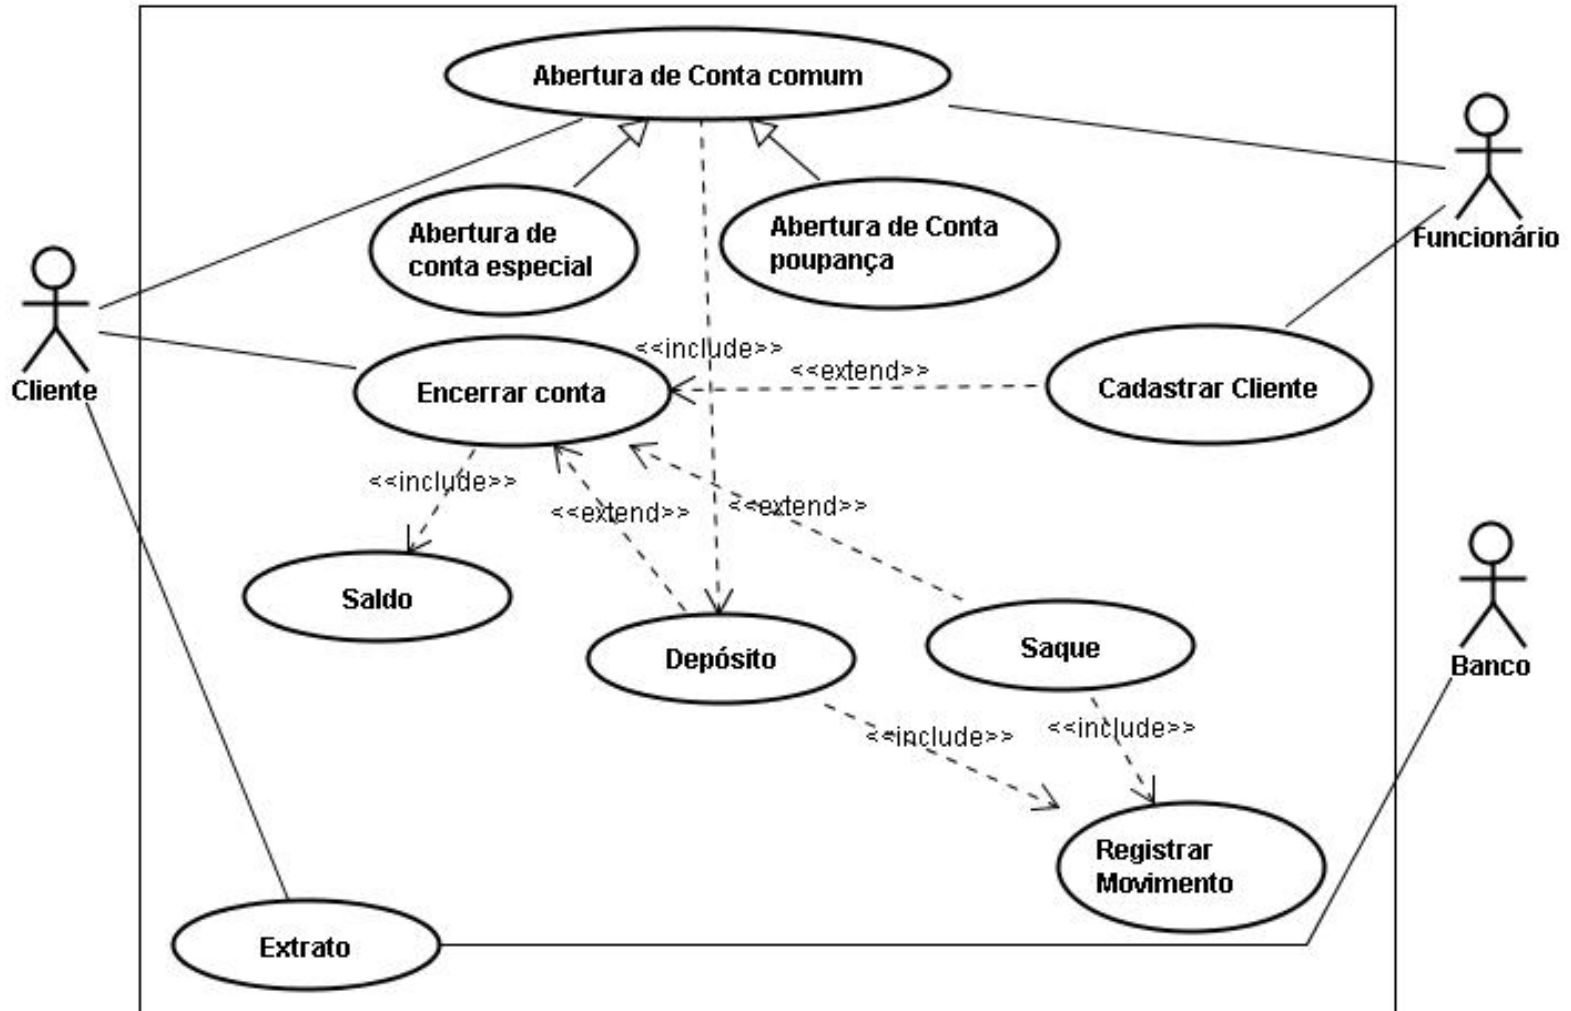 Abertura de Conta comum
Abertura de
conta especial
Abertura de Conta
poupança
Funcionário
Cliente
<<include>>
<<extend>>
Encerrar conta
Cadastrar Cliente
<<include>>
<<extend>>
<<extend>>
Saldo
Depósito
Saque
Banco
<<include>>
<<include>>
Registrar
Movimento
Extrato